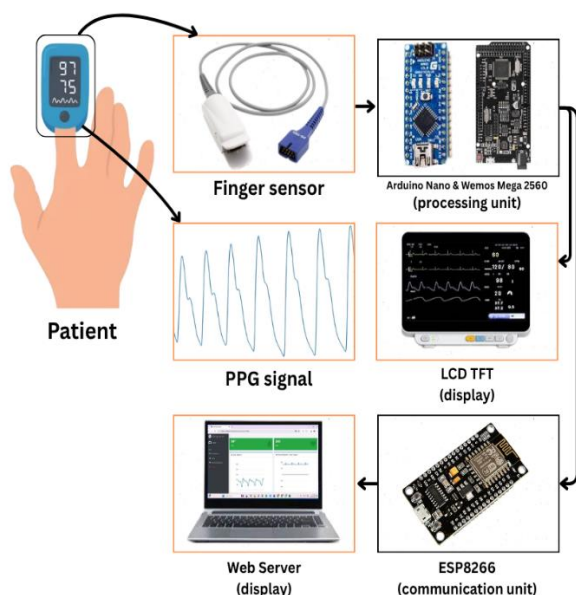 97
75
Patient
Finger sensor
Arduino Nano & Wemos Mega 2560
(processing unit)
PPG signal
LCD TFT
(display)
Web Server
(display)
ESP8266
(communication unit)